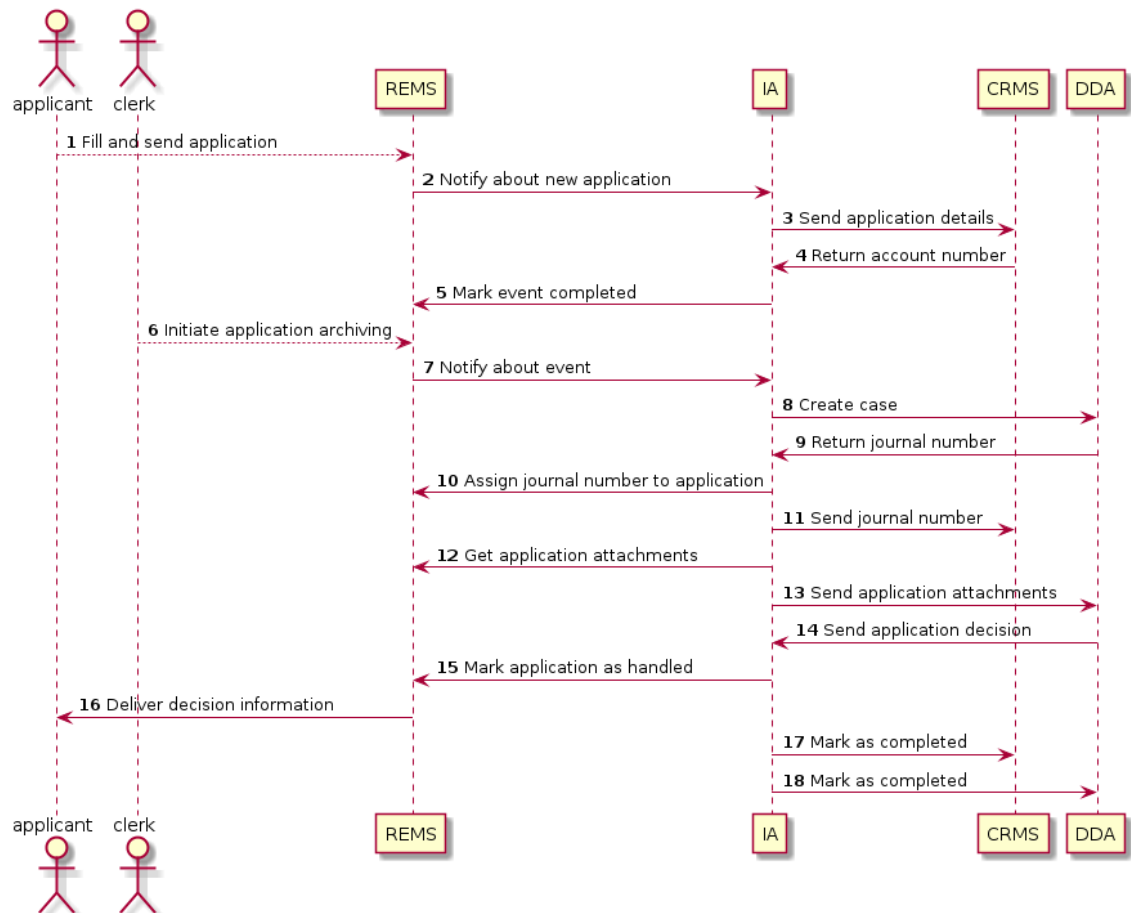 applicant
clerk
REMS
IA
CRMS
DDA
1 Fill and send application
2 Notify about new application
3 Send application details
4 Return account number
5 Mark event completed
6 Initiate application archiving
7 Notify about event
8 Create case
9 Return journal number
10 Assign journal number to application
11 Send journal number
12 Get application attachments
13 Send application attachments
14 Send application decision
15 Mark application as handled
16 Deliver decision information
17 Mark as completed
18 Mark as completed
applicant
clerk
REMS
IA
CRMS
DDA